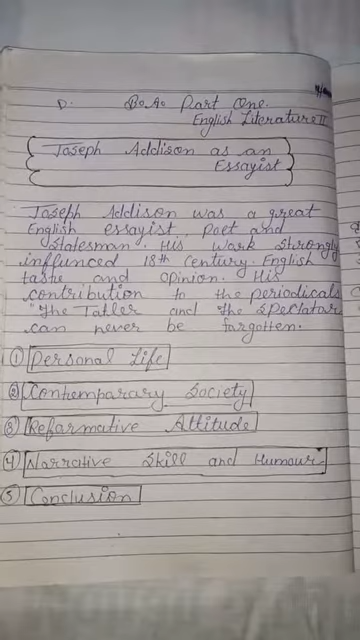 D. B.A. Part One.
English Literature II
Joseph Addison as an
Essayist
Joseph Addison was a great
English essayist, Poet and
Statesman. His work strongly
influnced 18th Century. English
taste and opinion. His
contribution to the periodicals
"The Tatler and The Spectator
can never be forgotten.
① Personal Life
② Contemparary Society
③ Reformative Attitude
④ Narrative Skill and Humour
⑤ Conclusion